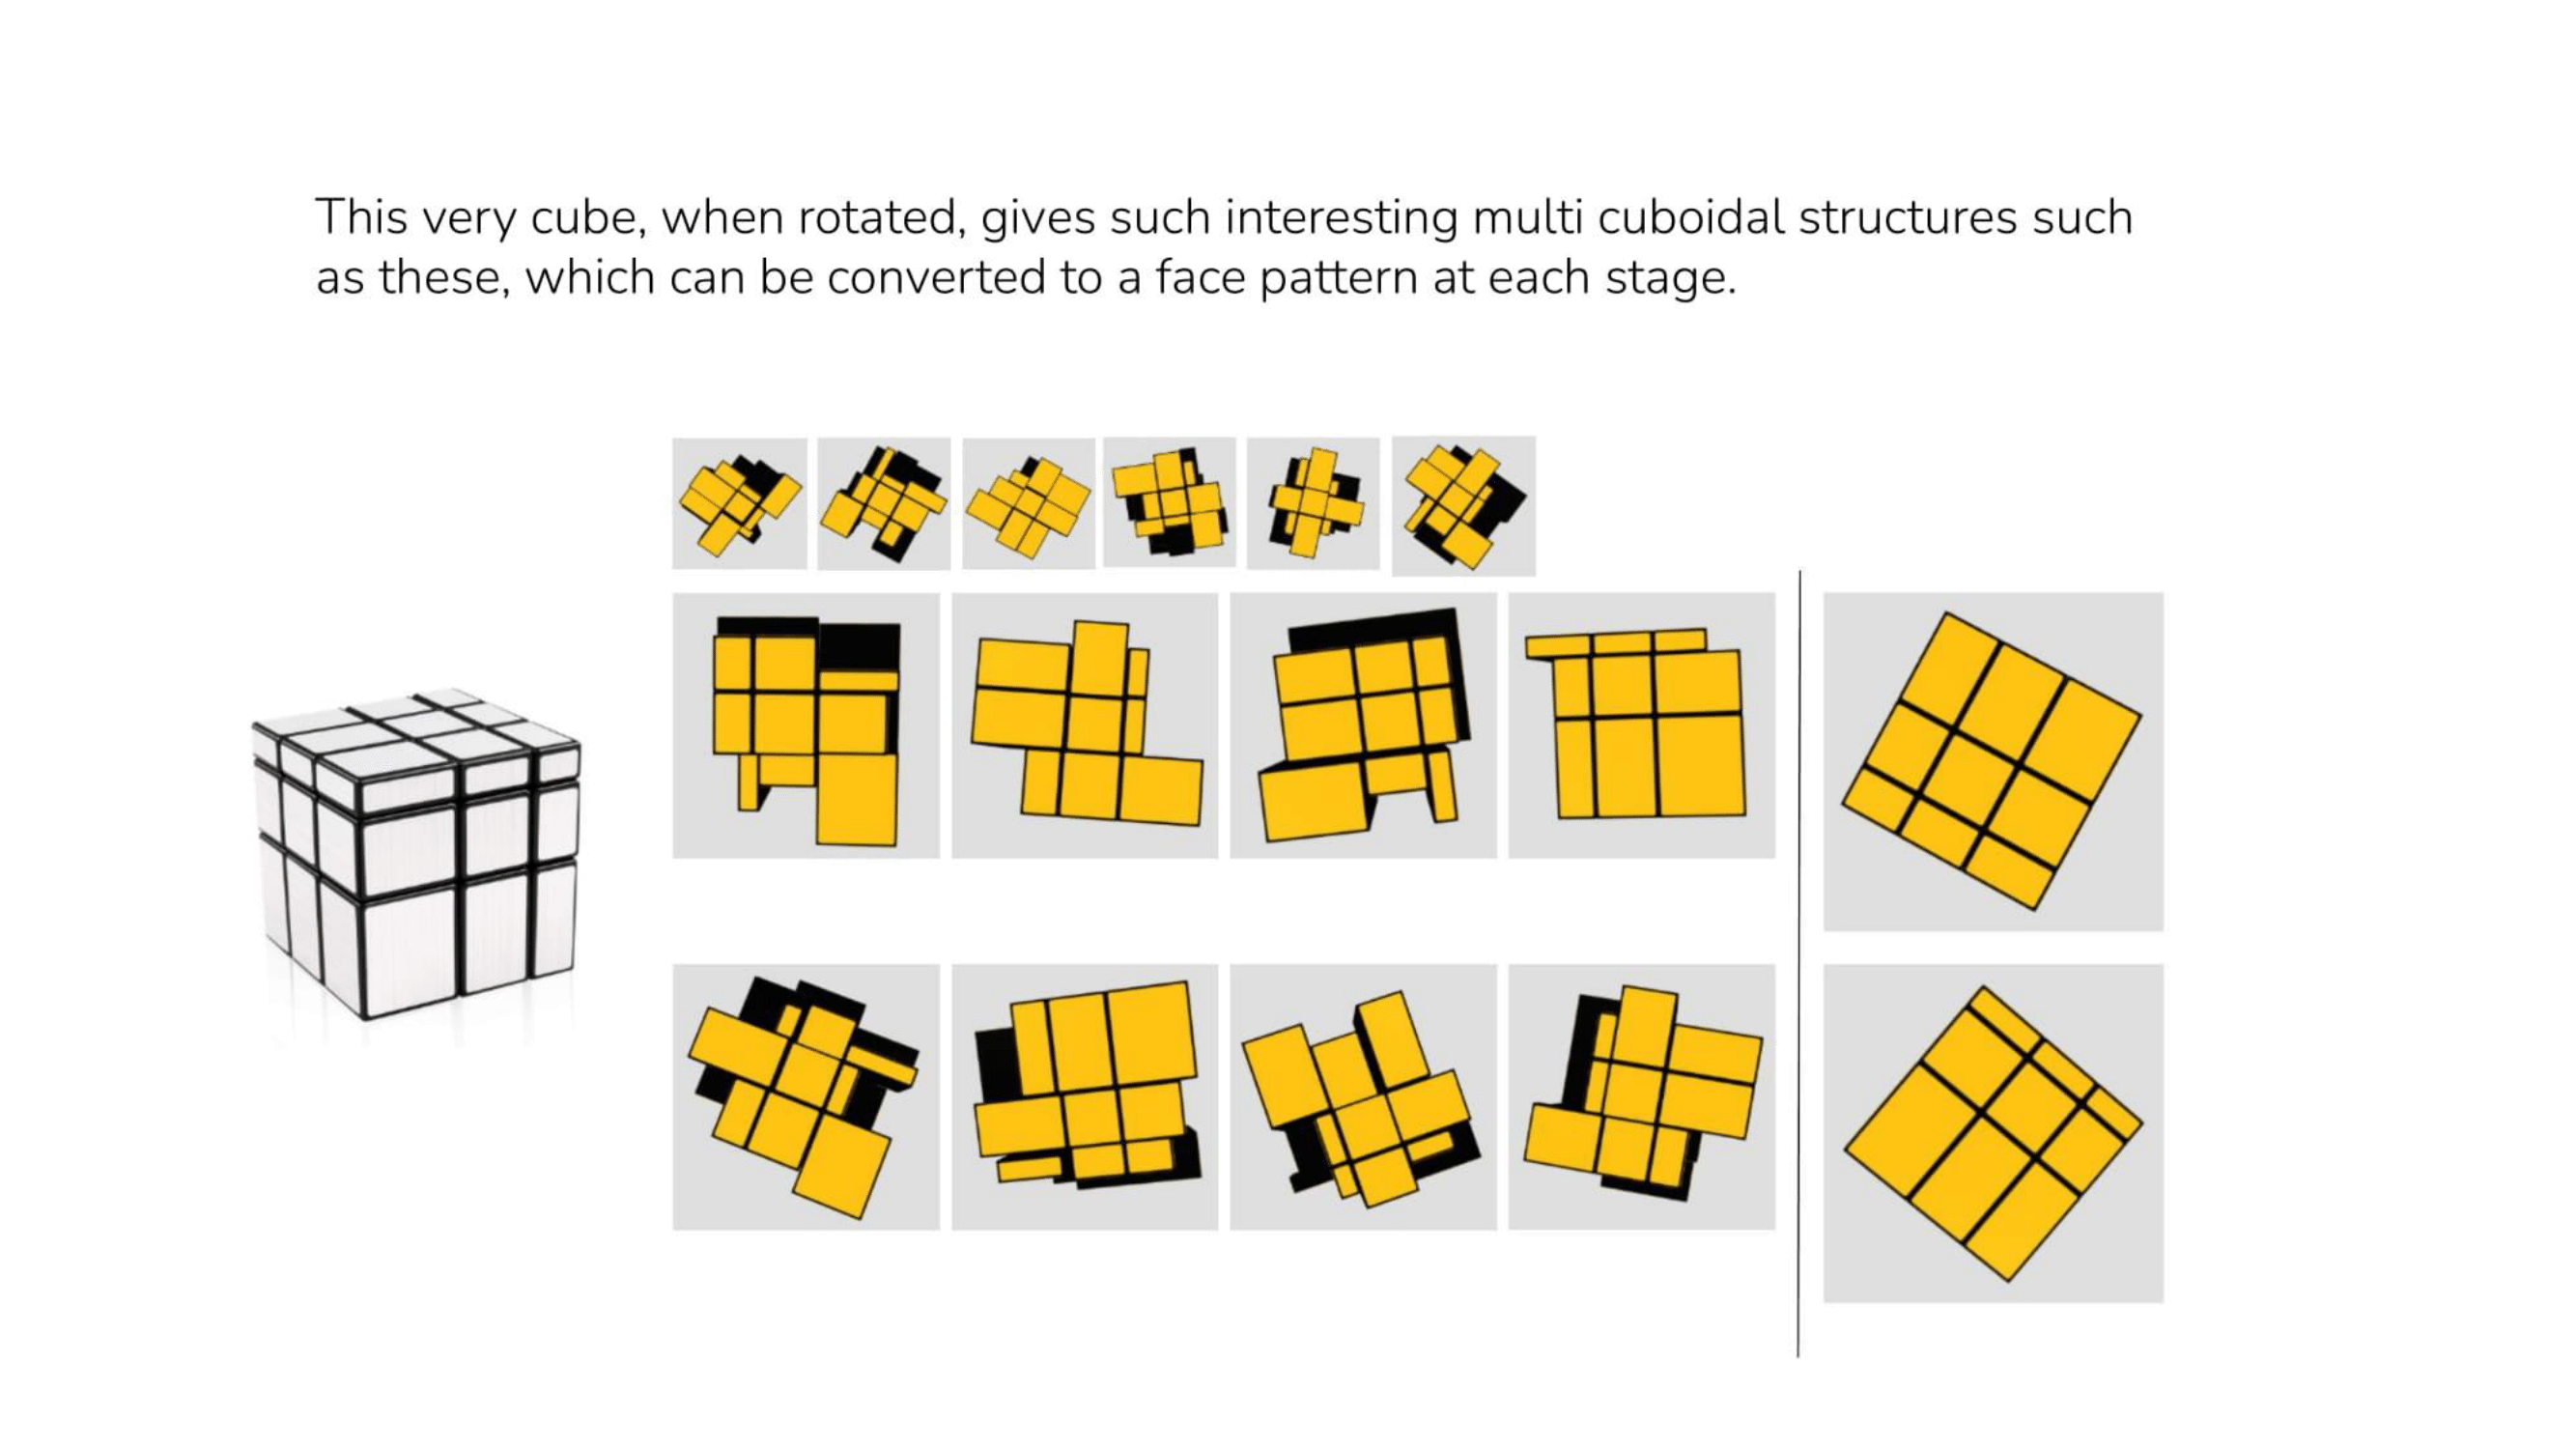 This very cube, when rotated, gives such interesting multi cuboidal structures such
as these, which can be converted to a face pattern at each stage.